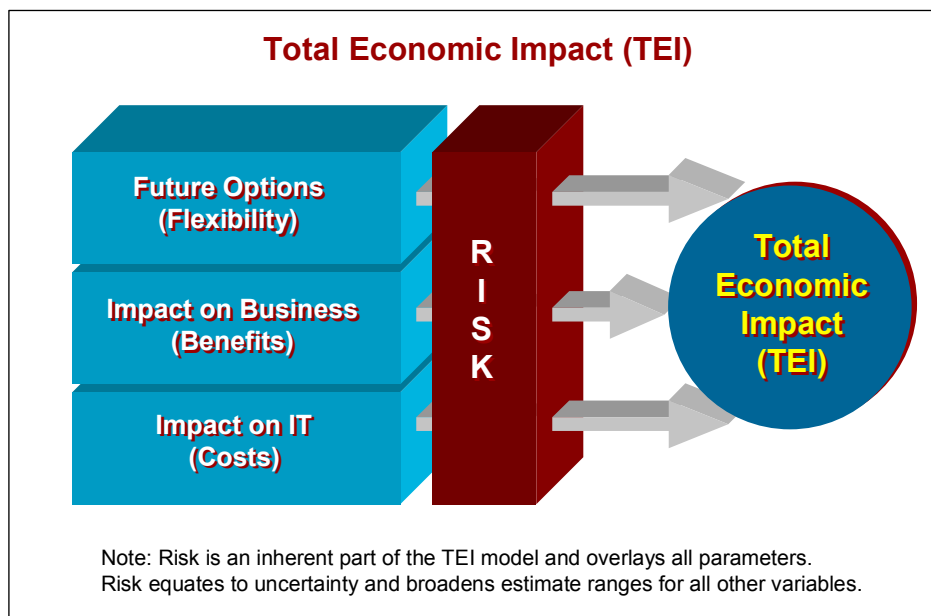 Total Economic Impact (TEI)
Future Options
(Flexibility)
Impact on Business
(Benefits)
Impact on IT
(Costs)
R
I
S
K
Total
Economic
Impact
(TEI)
Note: Risk is an inherent part of the TEI model and overlays all parameters.
Risk equates to uncertainty and broadens estimate ranges for all other variables.